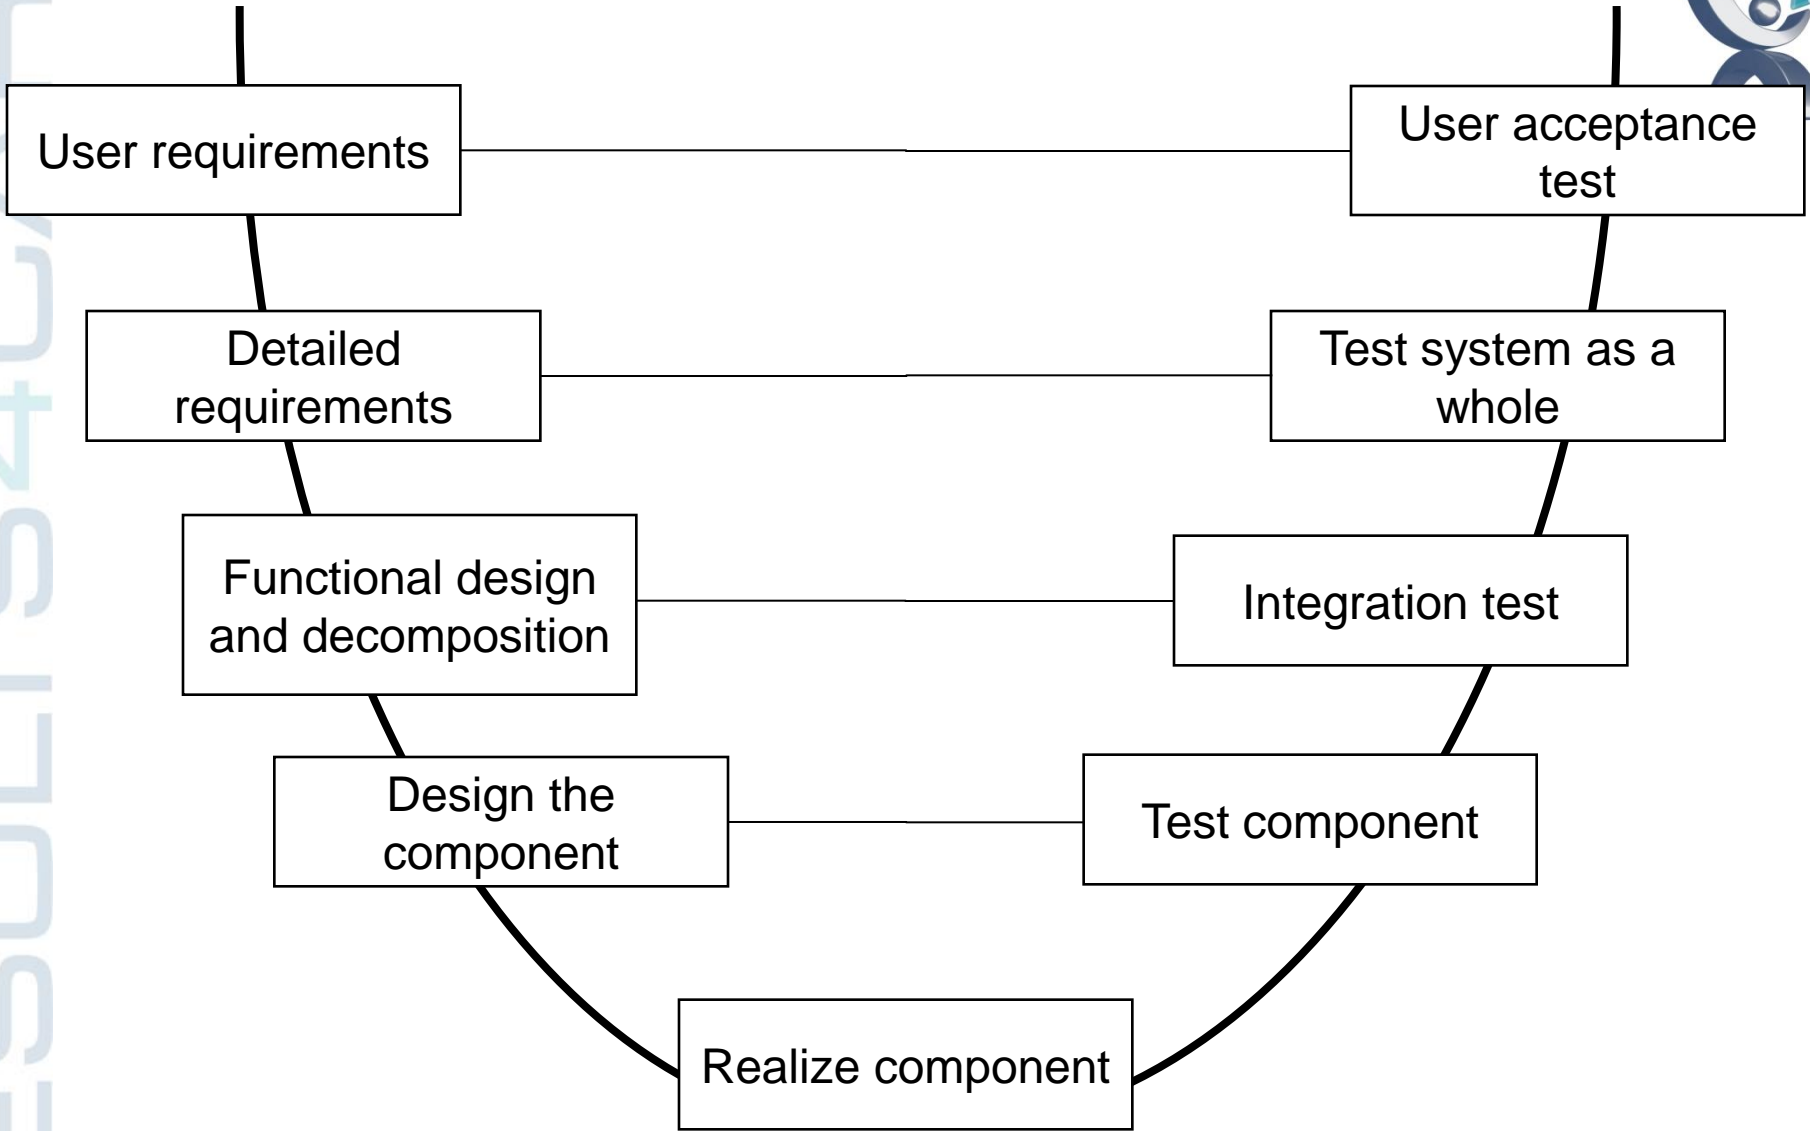 User requirements
User acceptance
test
Detailed
requirements
Test system as a
whole
Functional design
and decomposition
Integration test
Design the
component
Test component
Realize component